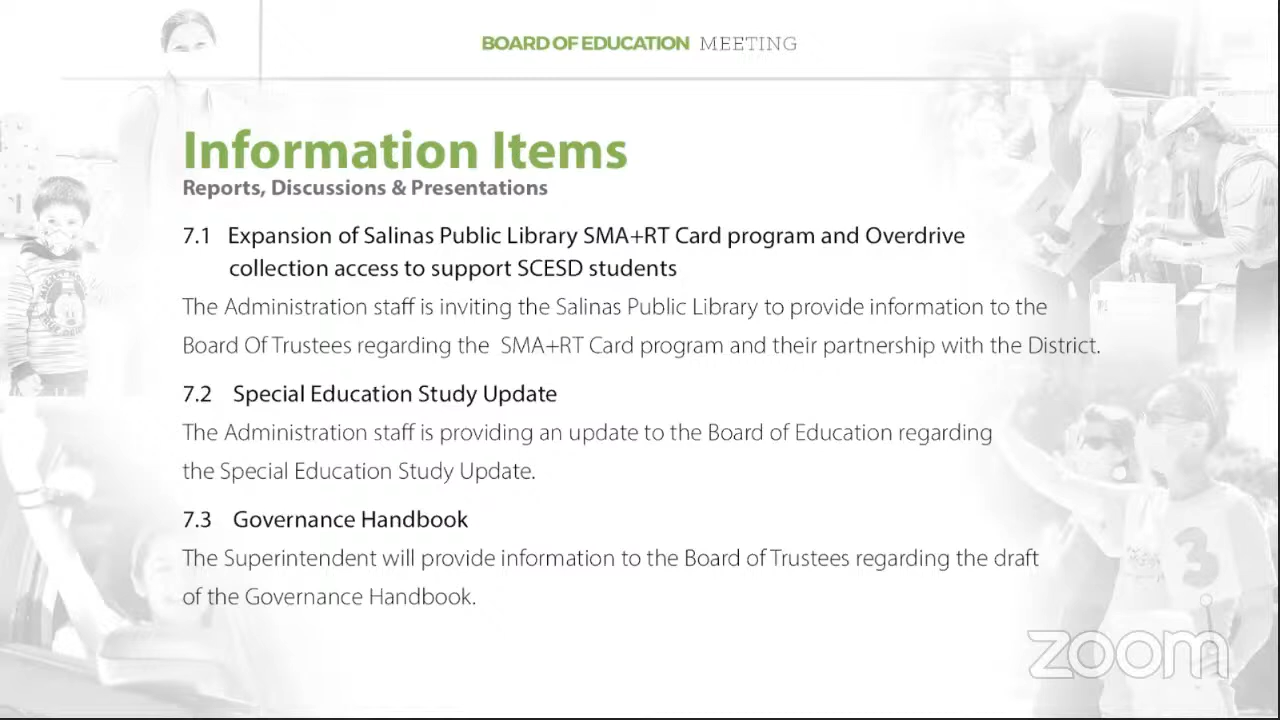 BOARD OF EDUCATION MEETING
Information Items
Reports, Discussions & Presentations
7.1 Expansion of Salinas Public Library SMA+RT Card program and Overdrive
collection access to support SCESD students
The Administration staff is inviting the Salinas Public Library to provide information to the
Board Of Trustees regarding the SMA+RT Card program and their partnership with the District.
7.2 Special Education Study Update
The Administration staff is providing an update to the Board of Education regarding
the Special Education Study Update.
7.3 Governance Handbook
The Superintendent will provide information to the Board of Trustees regarding the draft
of the Governance Handbook.
3
zoom